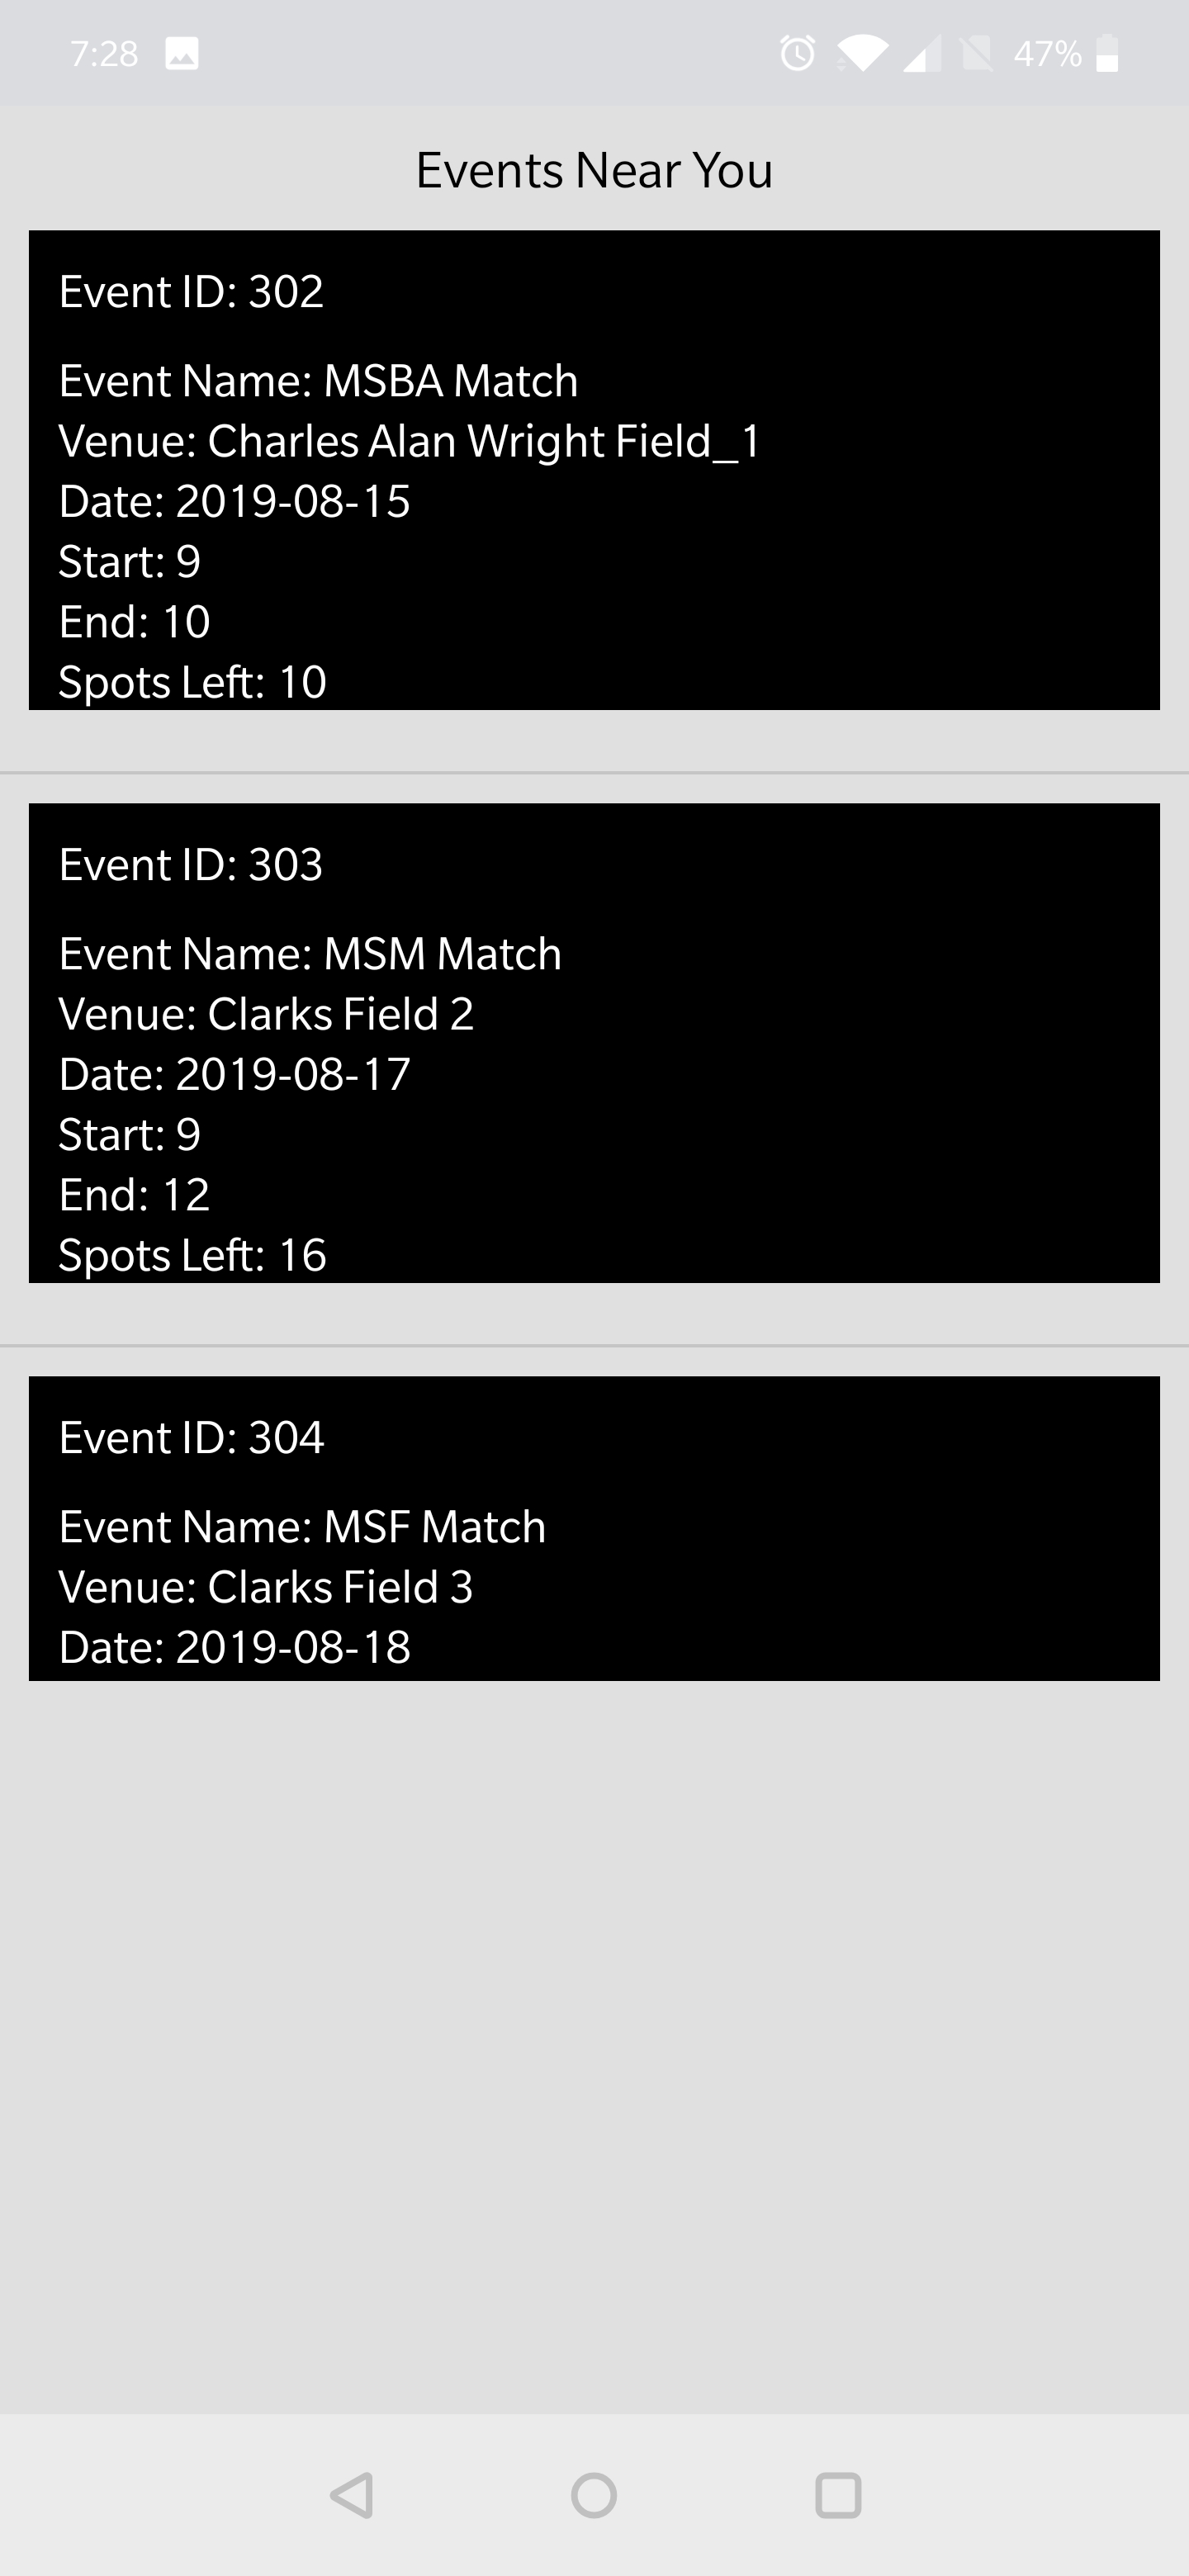 7:28
47%
Events Near You
Event ID: 302
Event Name: MSBA Match
Venue: Charles Alan Wright Field_1
Date: 2019-08-15
Start: 9
End: 10
Spots Left: 10
Event ID: 303
Event Name: MSM Match
Venue: Clarks Field 2
Date: 2019-08-17
Start: 9
End: 12
Spots Left: 16
Event ID: 304
Event Name: MSF Match
Venue: Clarks Field 3
Date: 2019-08-18